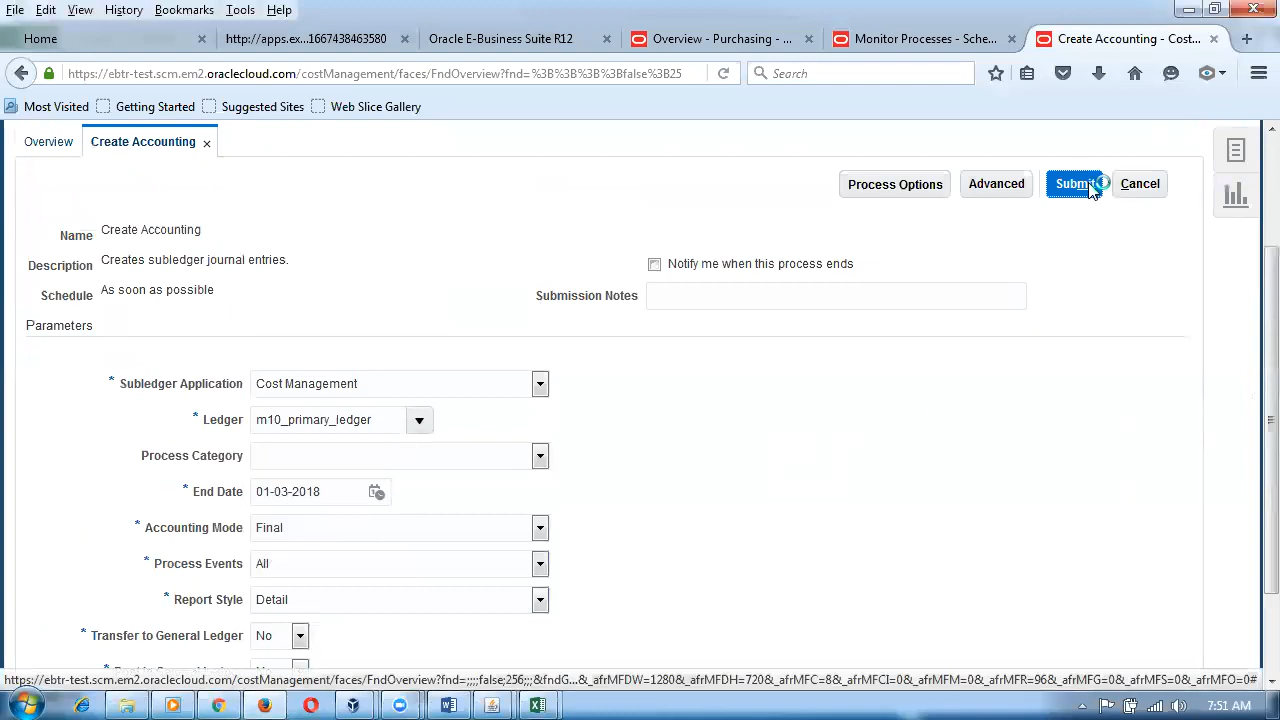 File Edit View History Bookmarks Tools Help
Home × http://apps.ex...1667438463580 × Oracle E-Business Suite R12 × Overview - Purchasing -... × Monitor Processes - Sche... × Create Accounting - Cost... × +
https://ebtr-test.scm.em2.oraclecloud.com/costManagement/faces/FndOverview?fnd=%3B%3B%3B%3Bfalse%3B25 Search
Most Visited Getting Started Suggested Sites Web Slice Gallery
Overview Create Accounting ×
Process Options Advanced Submit Cancel
Name Create Accounting
Description Creates subledger journal entries. Notify me when this process ends
Schedule As soon as possible Submission Notes
Parameters
* Subledger Application Cost Management
* Ledger m10_primary_ledger
Process Category
* End Date 01-03-2018
* Accounting Mode Final
* Process Events All
* Report Style Detail
* Transfer to General Ledger No
https://ebtr-test.scm.em2.oraclecloud.com/costManagement/faces/FndOverview?fnd=;;;;false;256;;;&fndG..._afrMFDW=1280&_afrMFDH=720&_afrMFC=8&_afrMFCI=0&_afrMFM=0&_afrMFR=96&_afrMFG=0&_afrMFS=0&_afrMFO=0#
7:51 AM